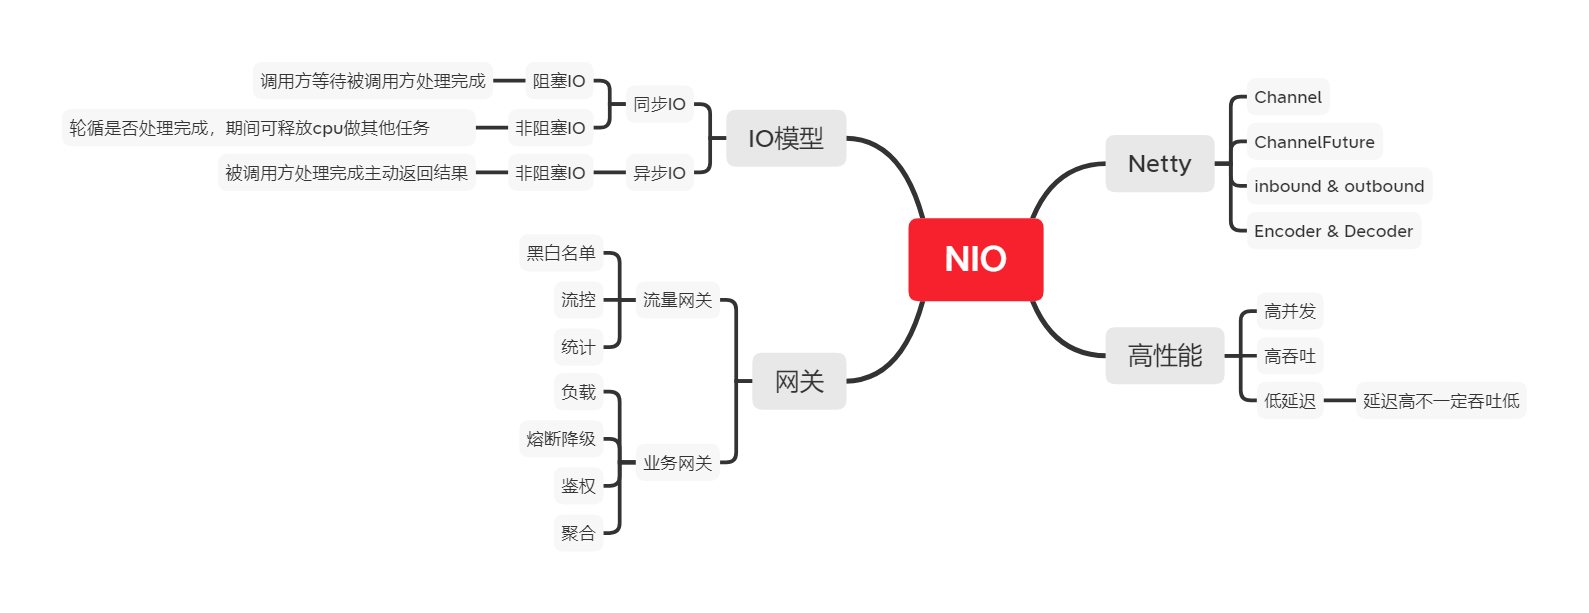 NIO
IO模型
同步IO
阻塞IO
调用方等待被调用方处理完成
非阻塞IO
轮循是否处理完成，期间可释放cpu做其他任务
异步IO
非阻塞IO
被调用方处理完成主动返回结果
网关
流量网关
黑白名单
流控
统计
业务网关
负载
熔断降级
鉴权
聚合
Netty
Channel
ChannelFuture
inbound & outbound
Encoder & Decoder
高性能
高并发
高吞吐
低延迟
延迟高不一定吞吐低